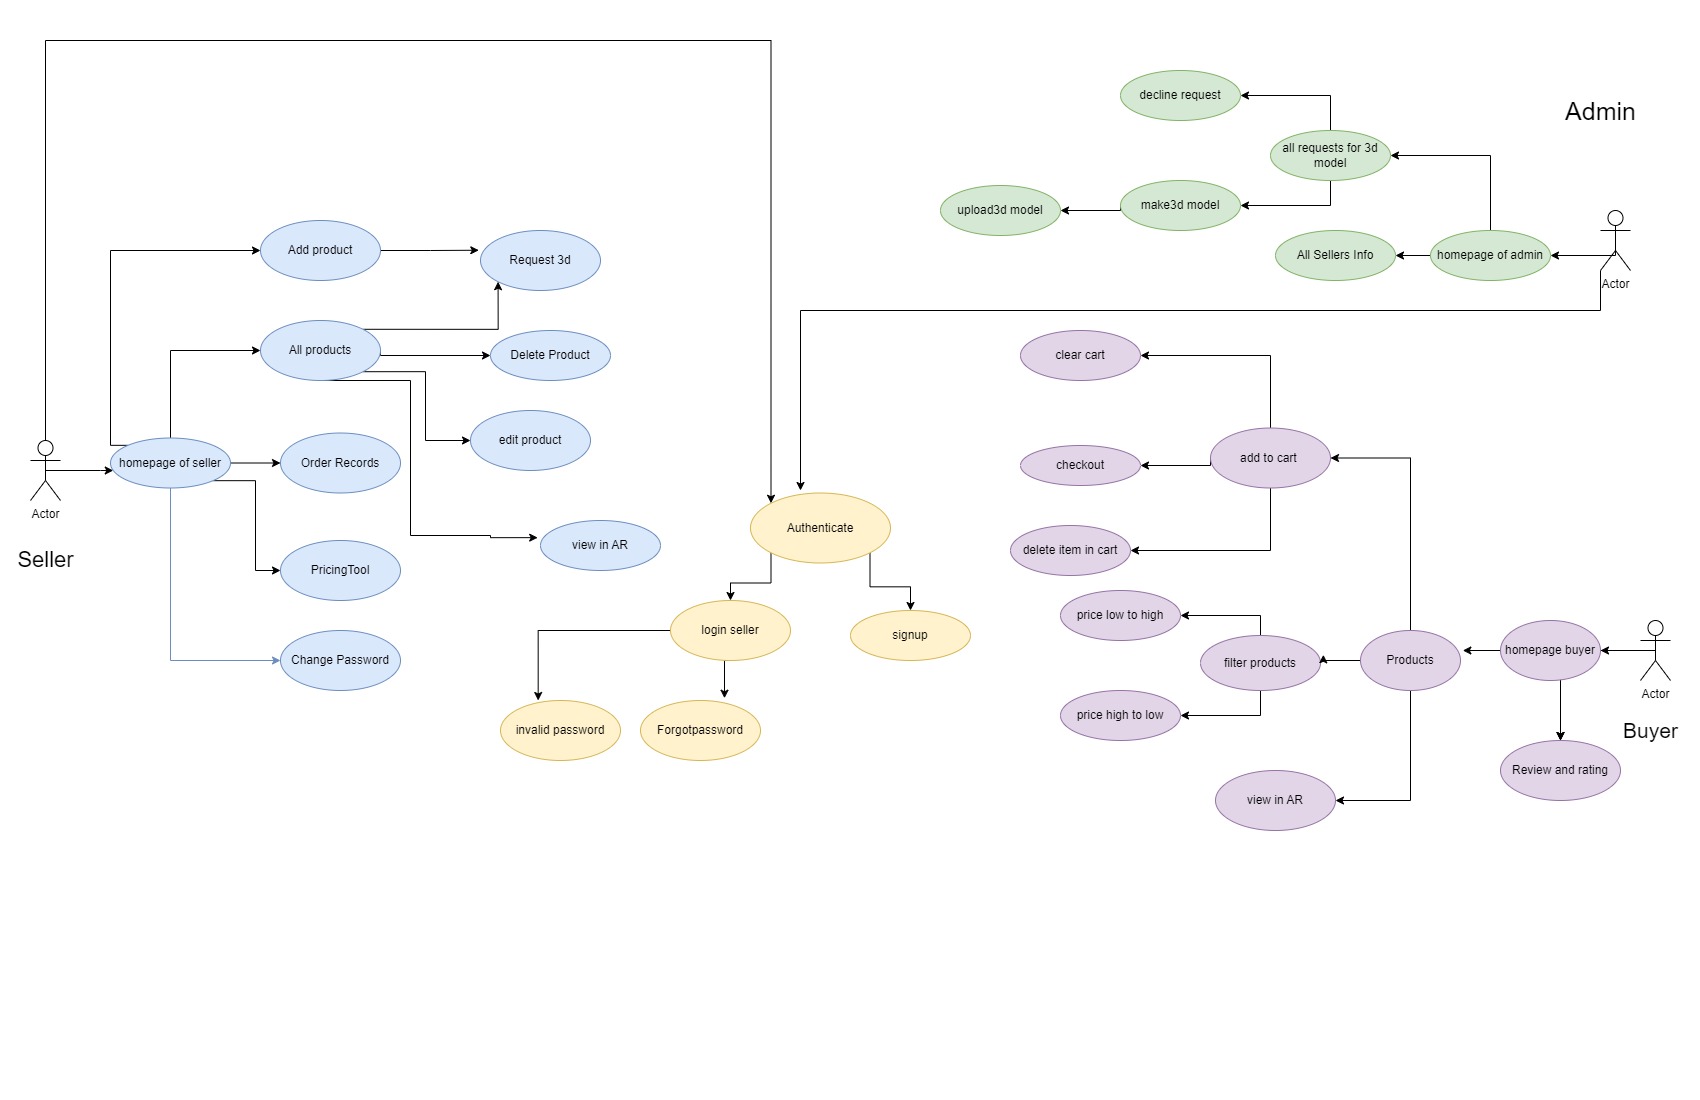 Admin
decline request
all requests for 3d
model
make3d model
upload3d model
All Sellers Info
homepage of admin
Actor
Add product
Request 3d
All products
Delete Product
edit product
homepage of seller
Order Records
Actor
Seller
view in AR
PricingTool
Change Password
Authenticate
login seller
signup
invalid password
Forgotpassword
clear cart
add to cart
checkout
delete item in cart
price low to high
filter products
Products
homepage buyer
Actor
Buyer
price high to low
Review and rating
view in AR